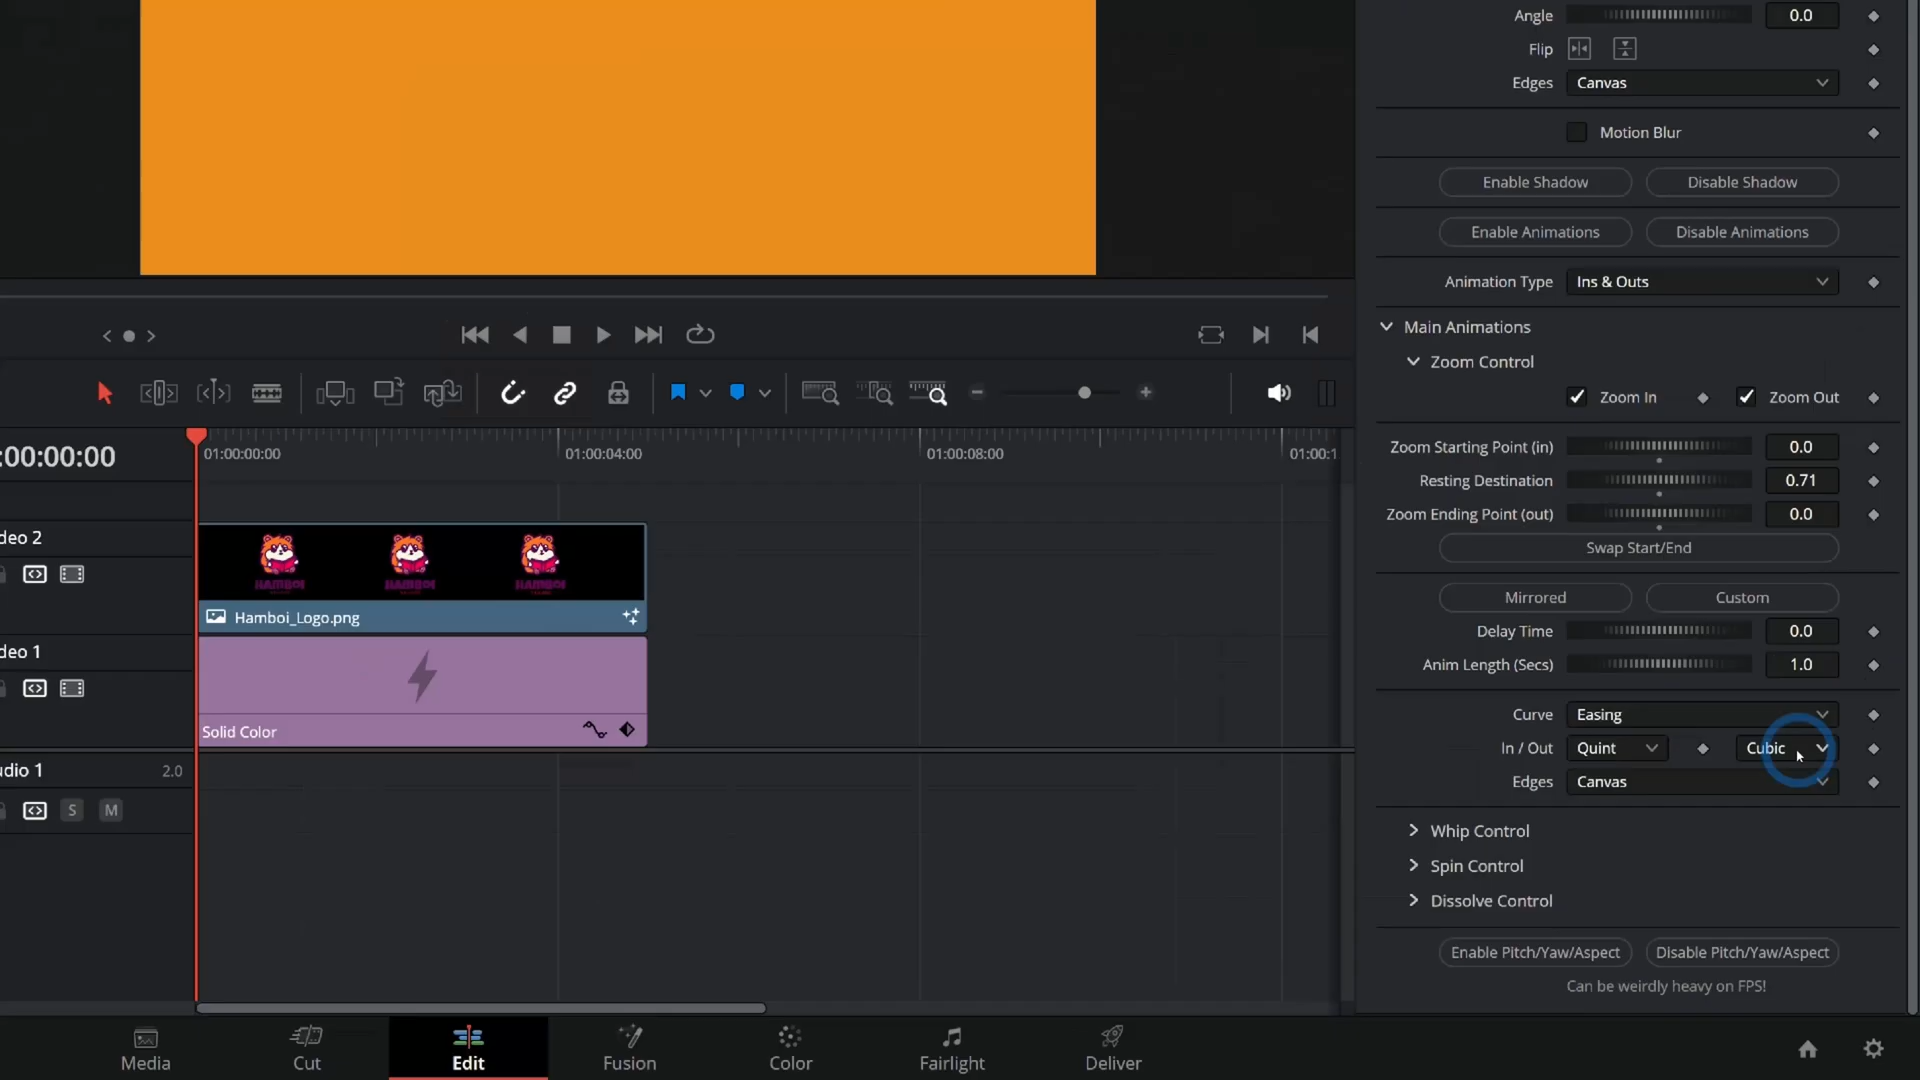 Angle 0.0
Flip
Edges Canvas
Motion Blur
Enable Shadow Disable Shadow
Enable Animations Disable Animations
Animation Type Ins & Outs
Main Animations
Zoom Control
Zoom In Zoom Out
Zoom Starting Point (in) 0.0
Resting Destination 0.71
Zoom Ending Point (out) 0.0
Swap Start/End
Mirrored Custom
Delay Time 0.0
Anim Length (Secs) 1.0
Curve Easing
In / Out Quint Cubic
Edges Canvas
Whip Control
Spin Control
Dissolve Control
Enable Pitch/Yaw/Aspect Disable Pitch/Yaw/Aspect
Can be weirdly heavy on FPS!
:00:00:00
01:00:00:00 01:00:04:00 01:00:08:00 01:00:1
deo 2
HAMBOI HAMBOI HAMBOI
Hamboi_Logo.png
deo 1
Solid Color
udio 1 2.0
S M
Media Cut Edit Fusion Color Fairlight Deliver